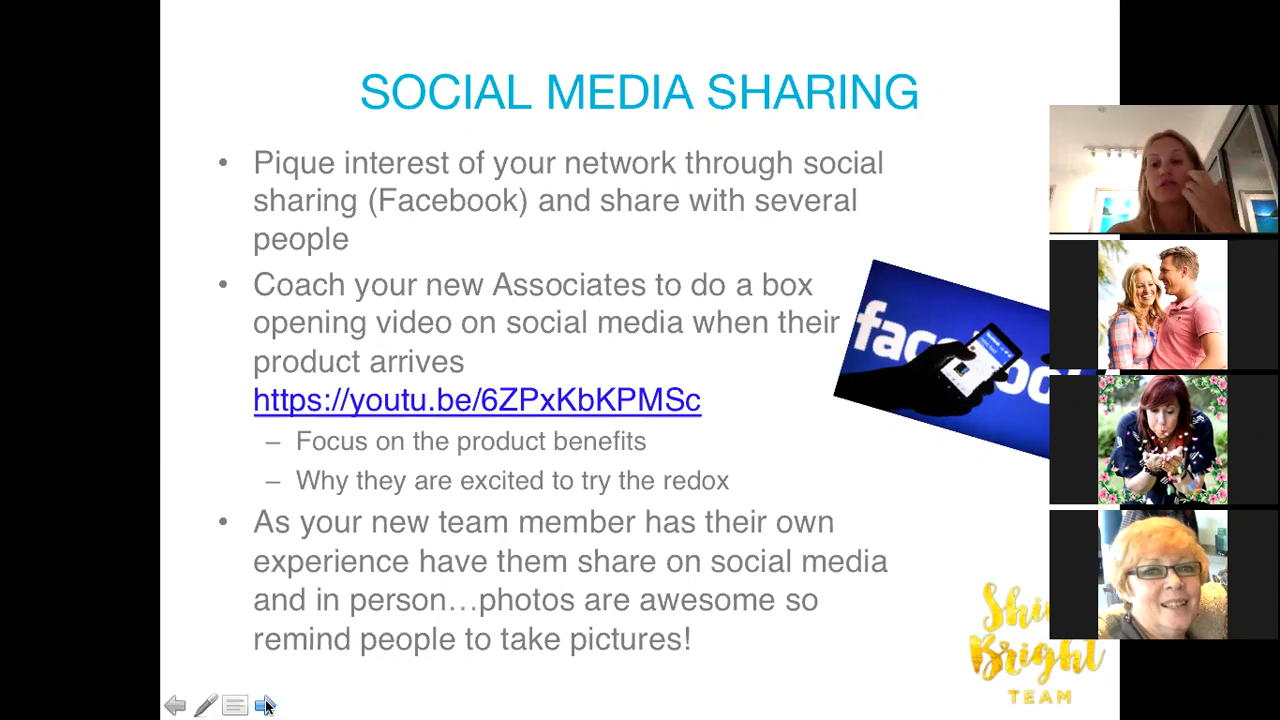 SOCIAL MEDIA SHARING
• Pique interest of your network through social
sharing (Facebook) and share with several
people
• Coach your new Associates to do a box
opening video on social media when their
product arrives
https://youtu.be/6ZPxKbKPMSc
– Focus on the product benefits
– Why they are excited to try the redox
• As your new team member has their own
experience have them share on social media
and in person…photos are awesome so
remind people to take pictures!
Bright
TEAM